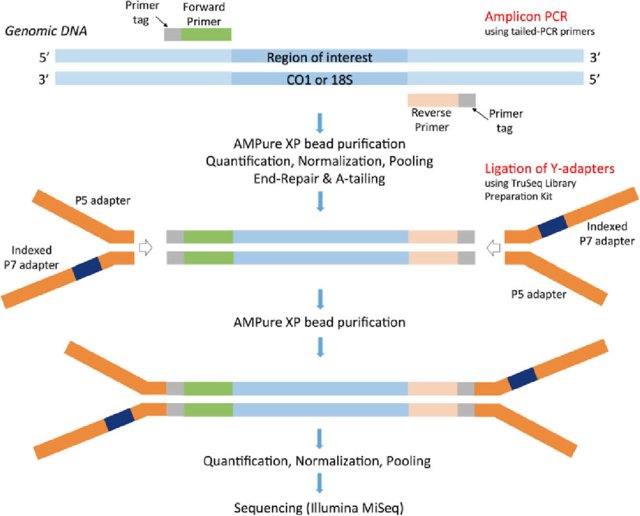 Primer
tag
Forward
Primer
Genomic DNA
Amplicon PCR
using tailed-PCR primers
5’
Region of interest
3’
3’
CO1 or 18S
5’
Reverse
Primer
Primer
tag
AMPure XP bead purification
Quantification, Normalization, Pooling
End-Repair & A-tailing
Ligation of Y-adapters
using TruSeq Library
Preparation Kit
P5 adapter
Indexed
P7 adapter
Indexed
P7 adapter
P5 adapter
AMPure XP bead purification
Quantification, Normalization, Pooling
Sequencing (Illumina MiSeq)